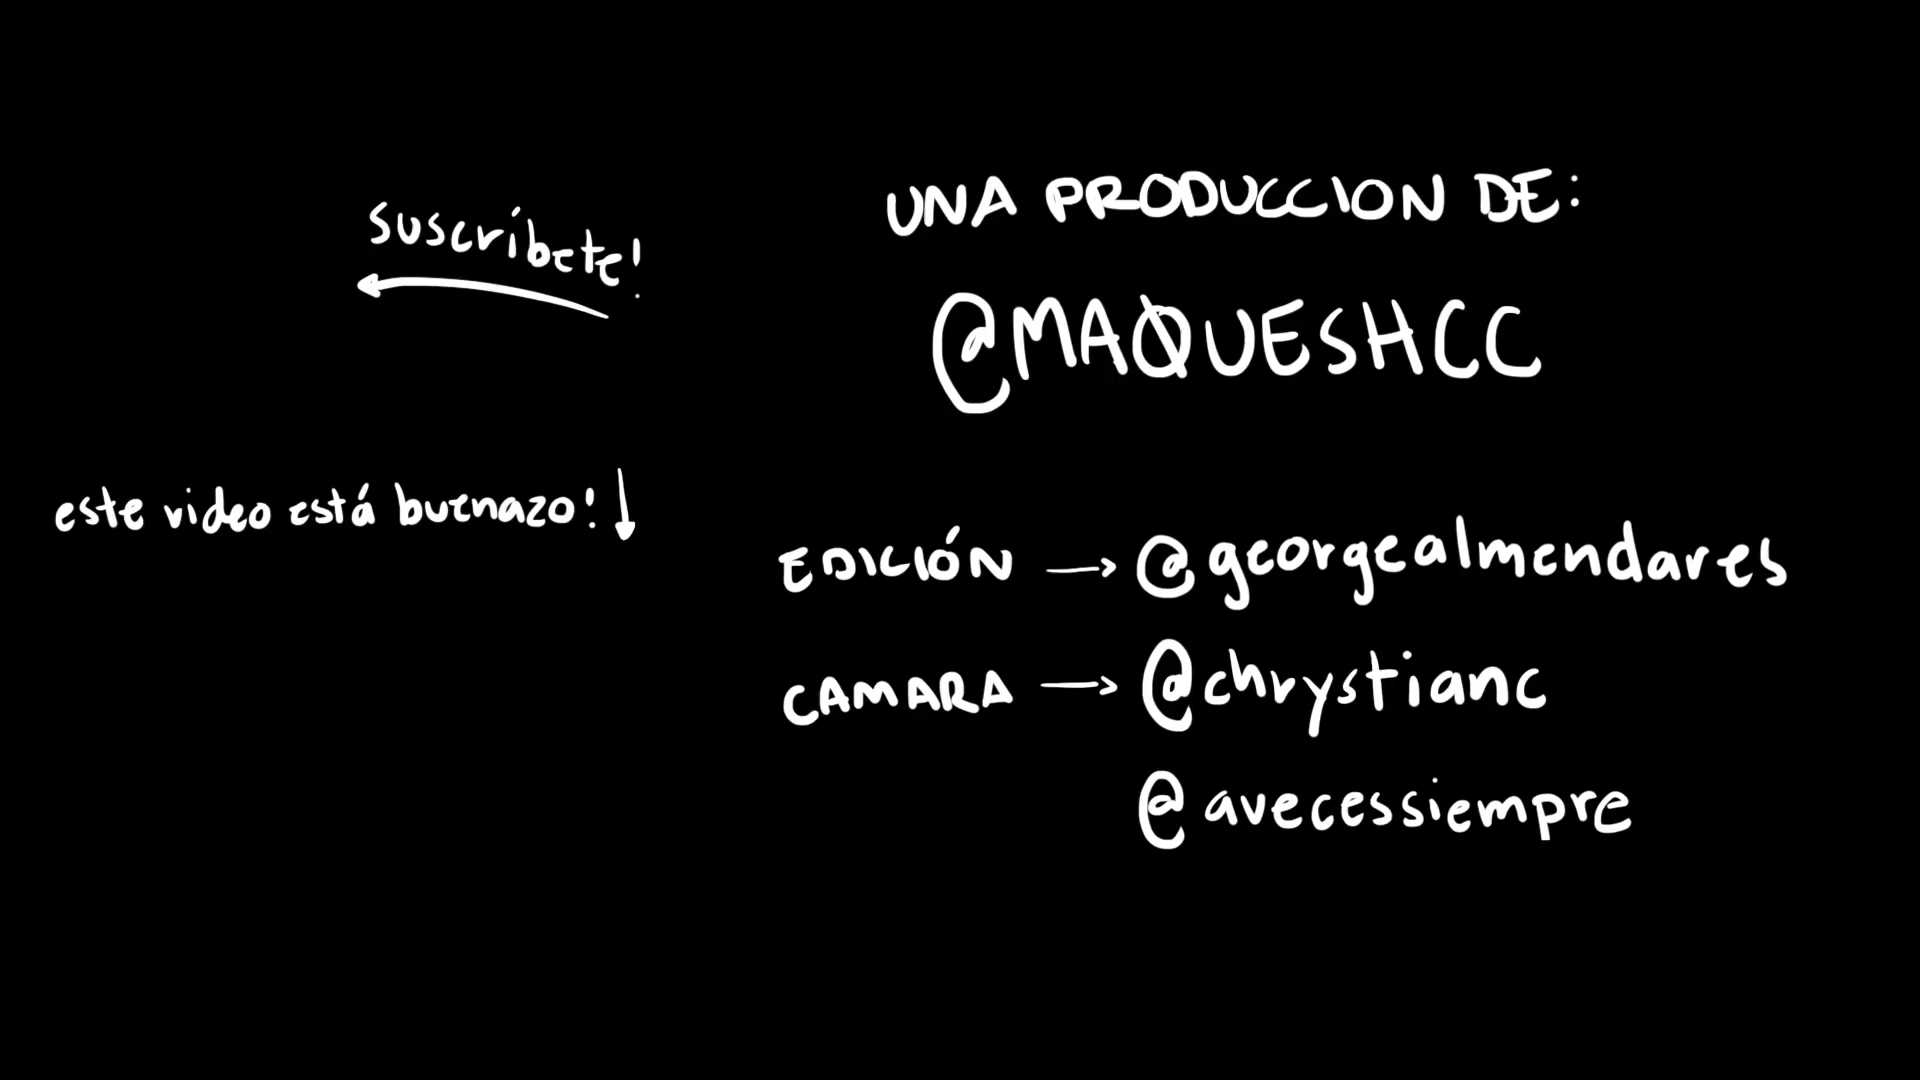 suscríbete!
este video está buenazo!
UNA PRODUCCION DE:
@MAQUESHCC
EDICIÓN → @georgealmendares
CAMARA → @chrystianc
@avecessiempre